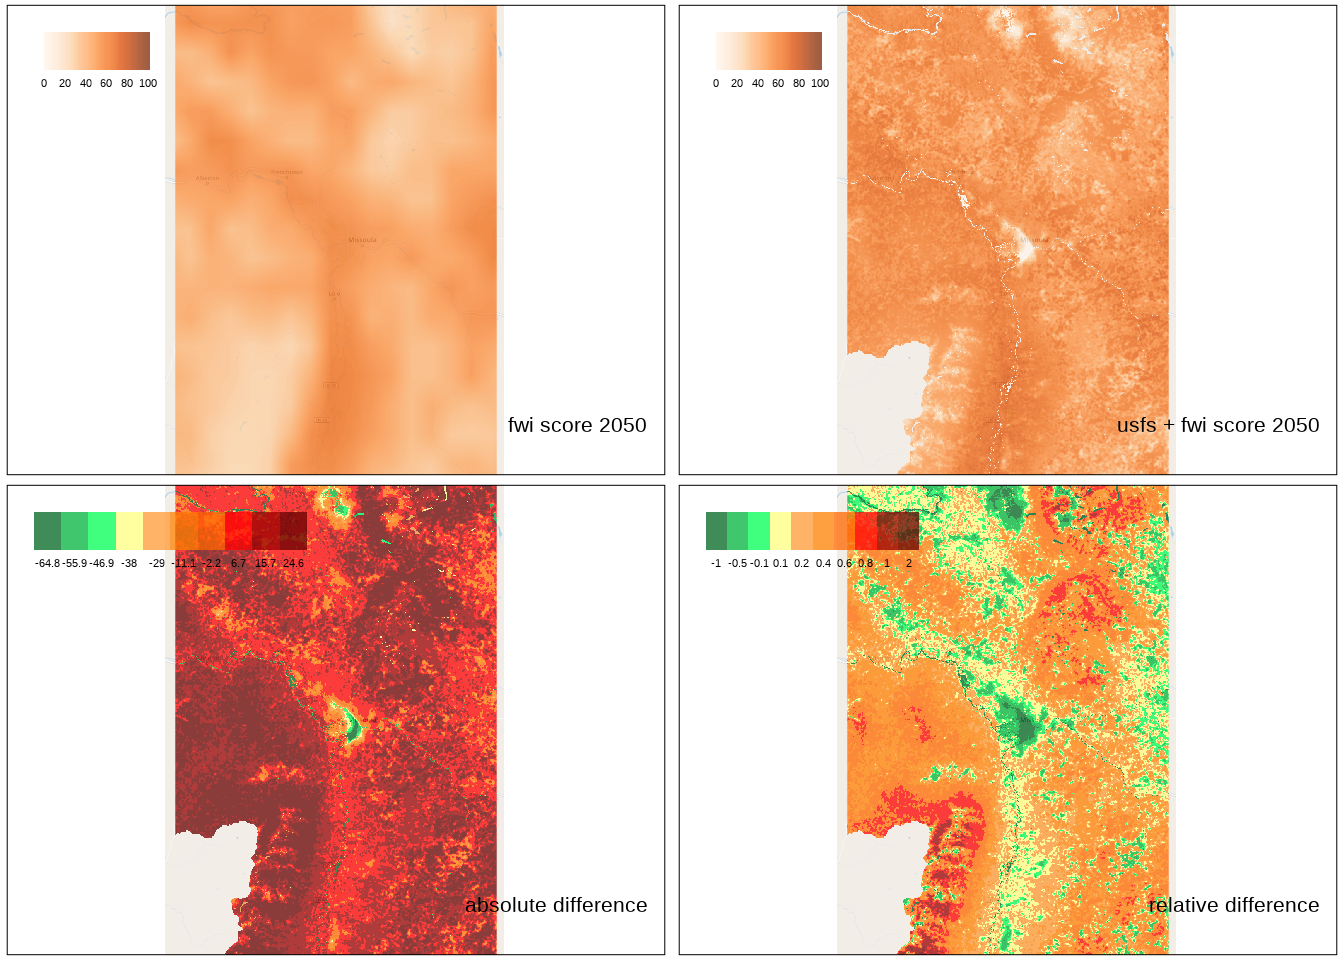 0 20 40 60 80 100
Missoula
fwi score 2050
0 20 40 60 80 100
usfs + fwi score 2050
-64.8 -55.9 -46.9 -38 -29 -11.1 -2.2 6.7 15.7 24.6
absolute difference
-1 -0.5 -0.1 0.1 0.2 0.4 0.6 0.8 1 2
relative difference